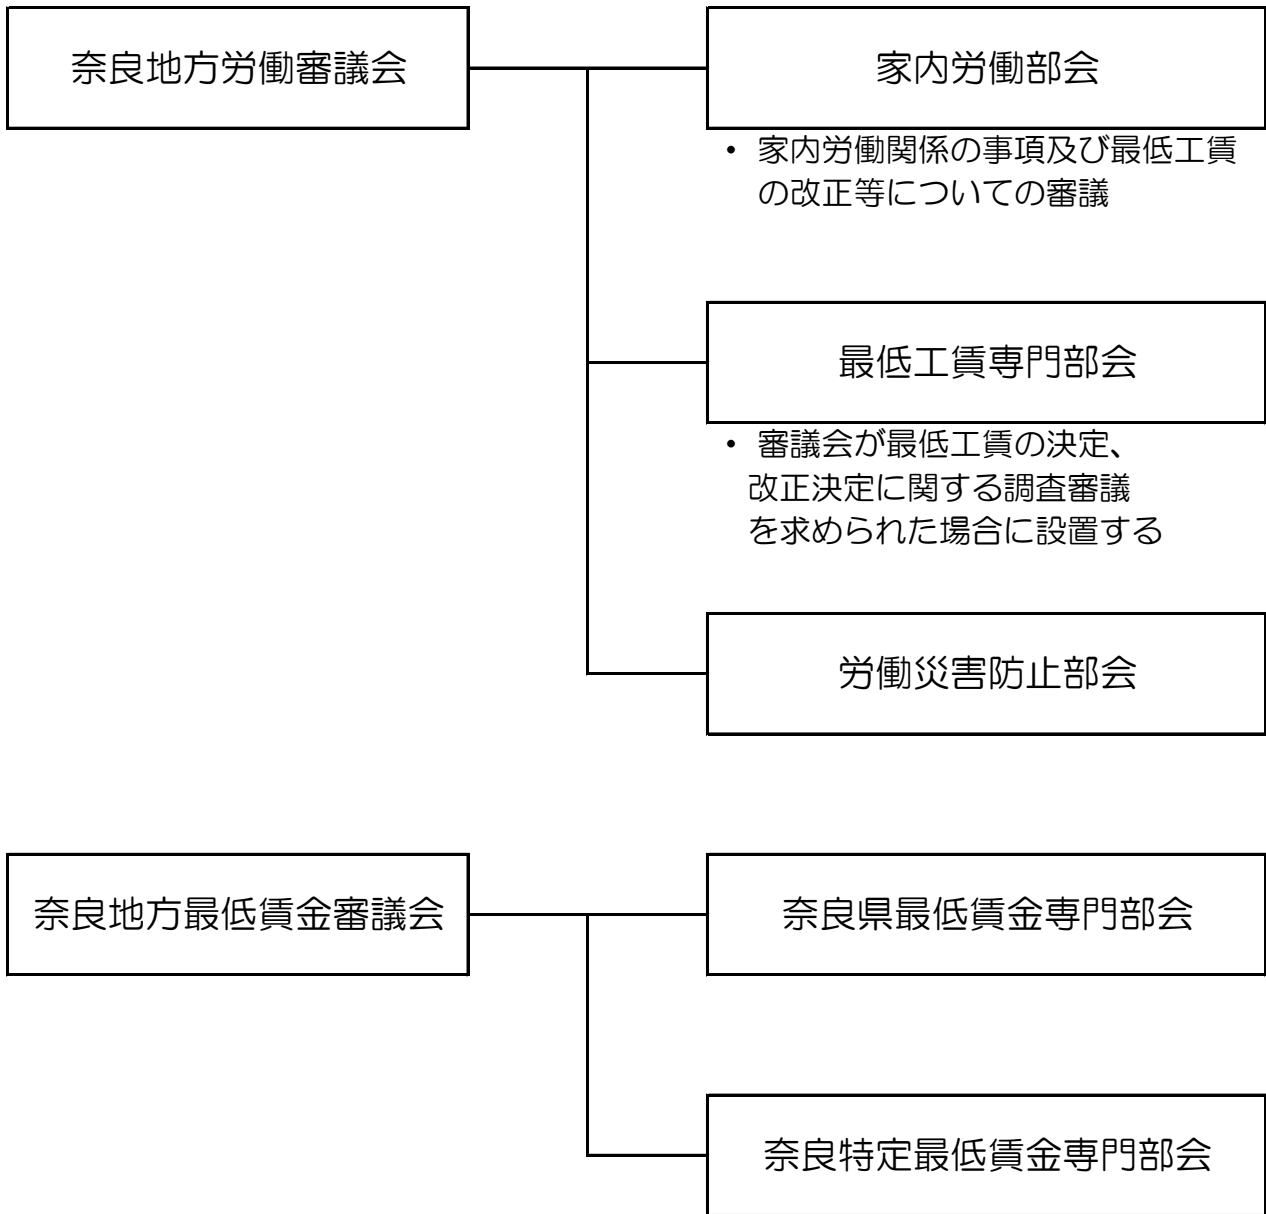 奈良地方労働審議会
家内労働部会
・ 家内労働関係の事項及び最低工賃
の改正等についての審議
最低工賃専門部会
・ 審議会が最低工賃の決定、
改正決定に関する調査審議
を求められた場合に設置する
労働災害防止部会
奈良地方最低賃金審議会
奈良県最低賃金専門部会
奈良特定最低賃金専門部会